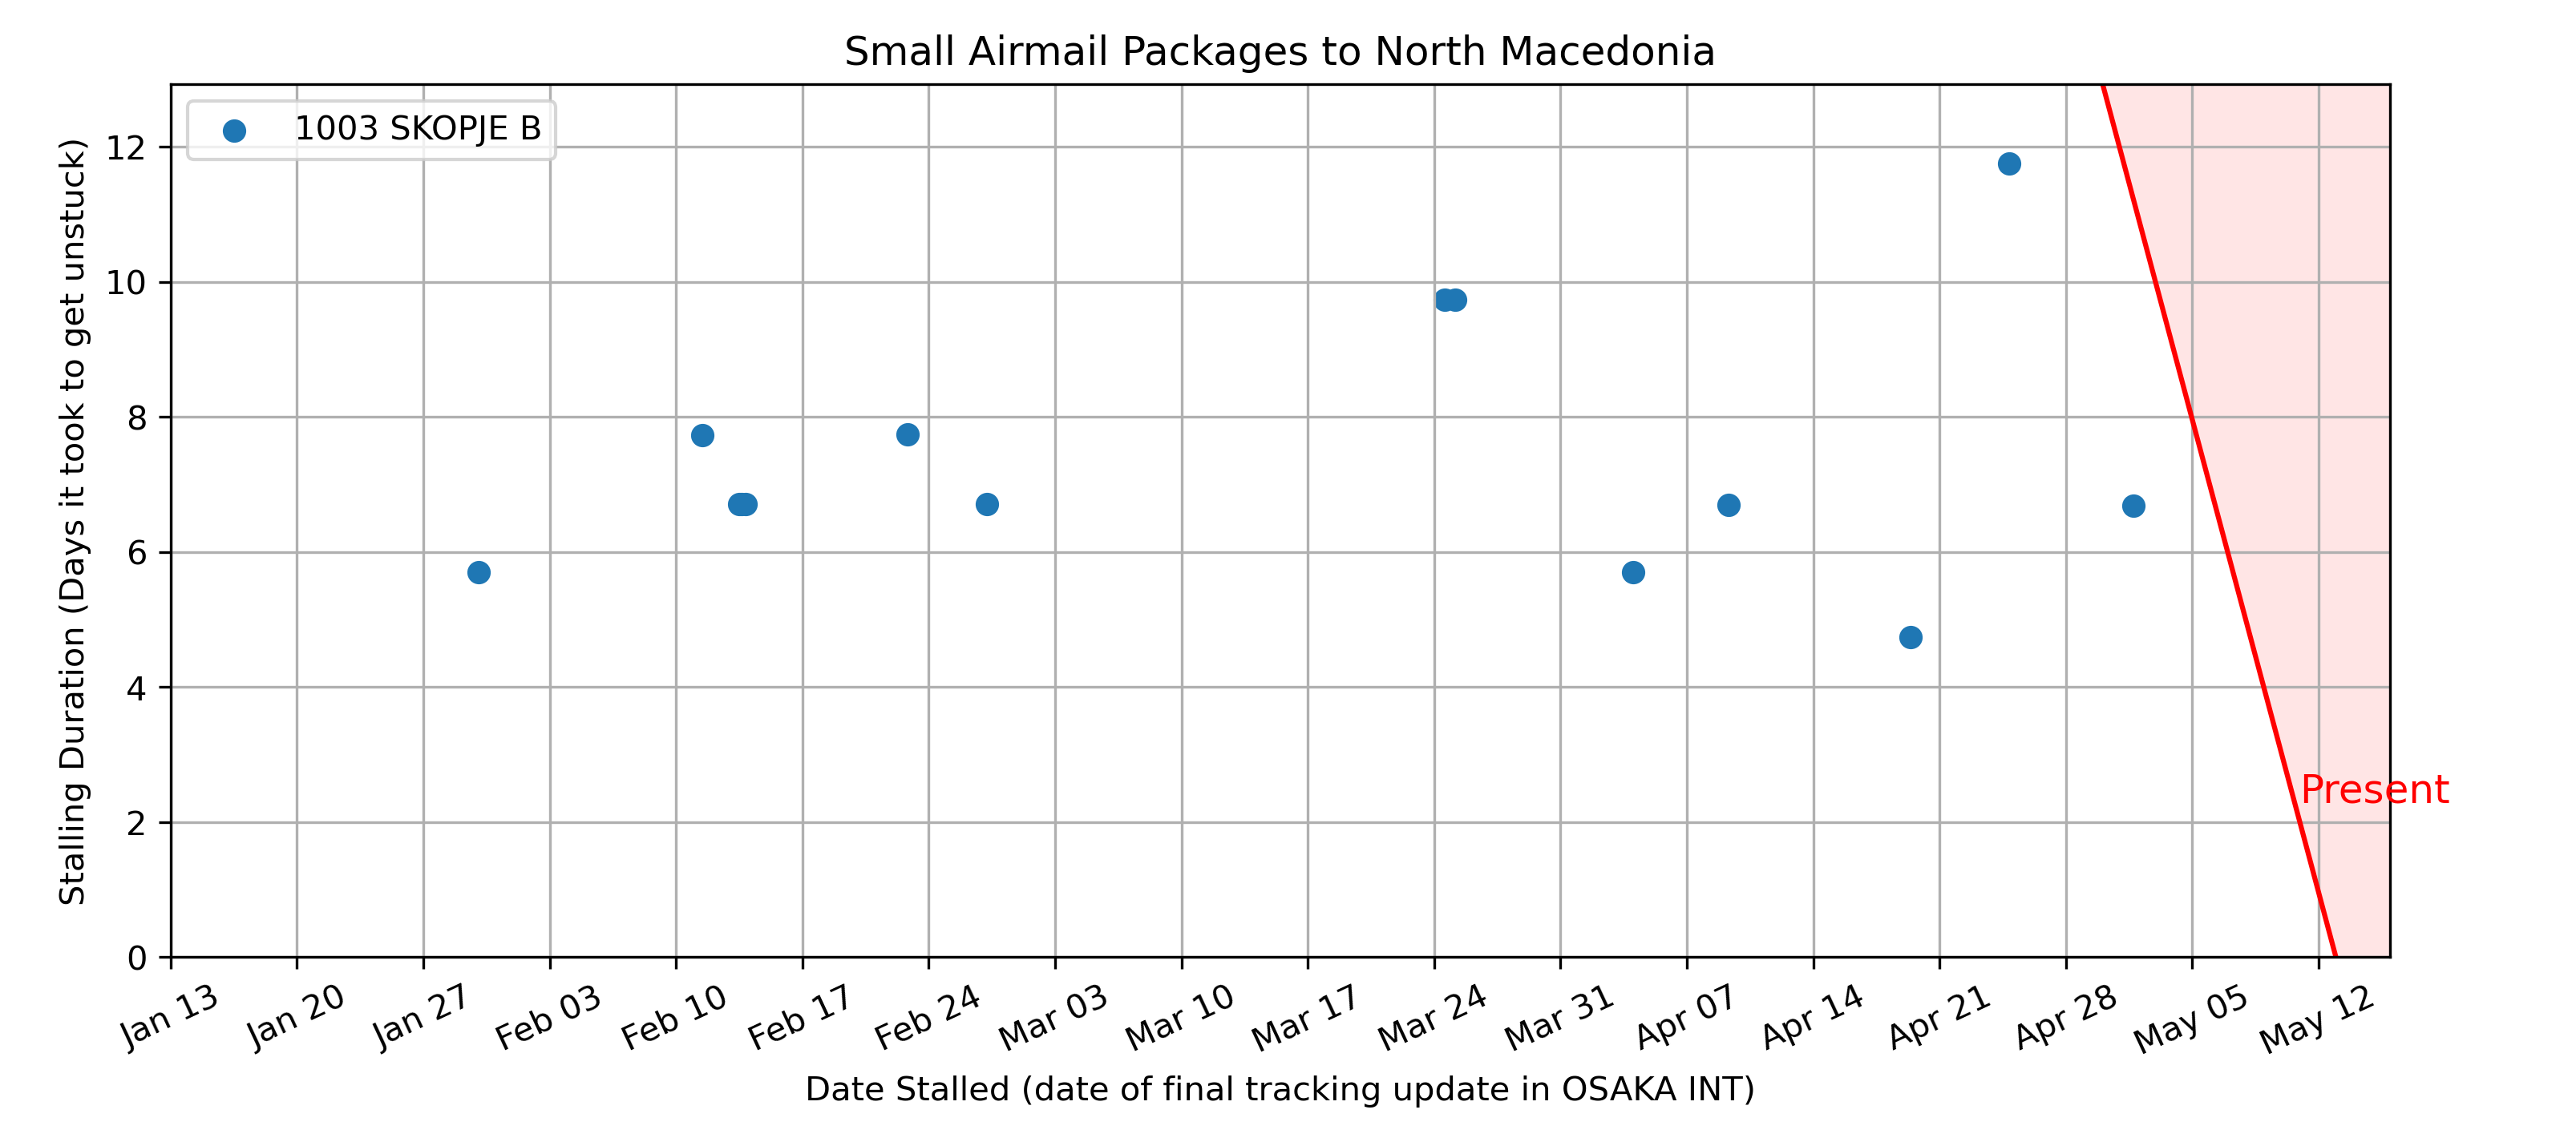 Small Airmail Packages to North Macedonia
1003 SKOPJE B
Stalling Duration (Days it took to get unstuck)
12
10
8
6
4
2
0
Present
Jan 13
Jan 20
Jan 27
Feb 03
Feb 10
Feb 17
Feb 24
Mar 03
Mar 10
Mar 17
Mar 24
Mar 31
Apr 07
Apr 14
Apr 21
Apr 28
May 05
May 12
Date Stalled (date of final tracking update in OSAKA INT)